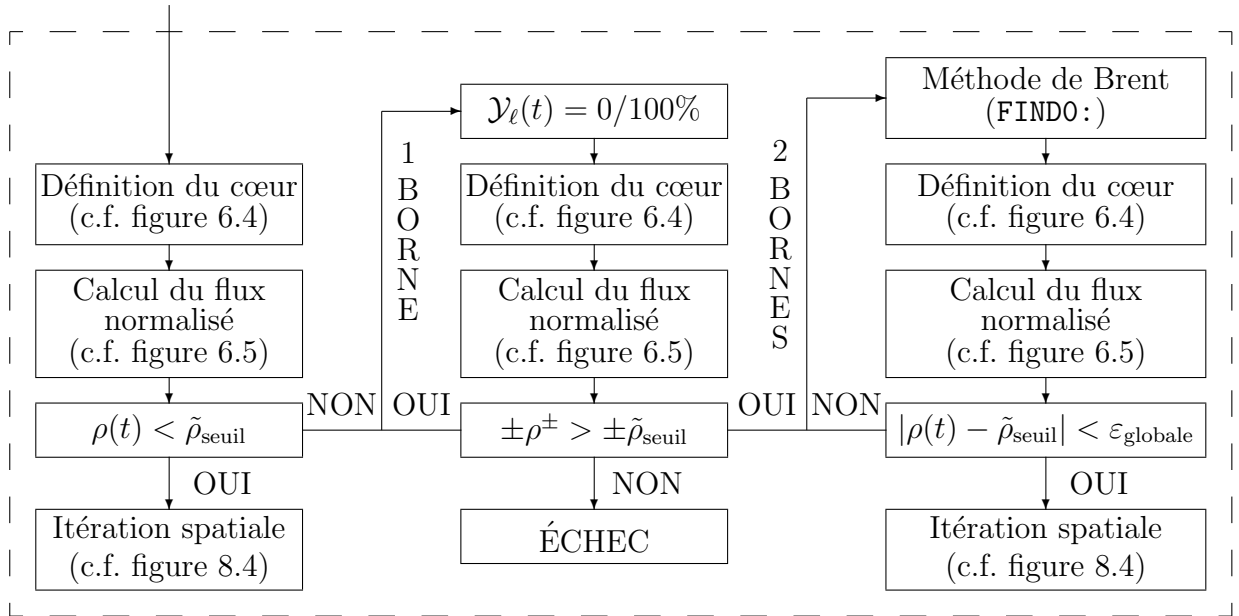 Définition du cœur
(c.f. figure 6.4)
Calcul du flux
normalisé
(c.f. figure 6.5)
ρ(t) < ρ̃seuil
NON
OUI
Itération spatiale
(c.f. figure 8.4)
1
B
O
R
N
E
OUI
𝒴ℓ(t) = 0/100%
Définition du cœur
(c.f. figure 6.4)
Calcul du flux
normalisé
(c.f. figure 6.5)
±ρ± > ±ρ̃seuil
NON
ÉCHEC
OUI
2
B
O
R
N
E
S
NON
Méthode de Brent
(FIND0:)
Définition du cœur
(c.f. figure 6.4)
Calcul du flux
normalisé
(c.f. figure 6.5)
|ρ(t) − ρ̃seuil| < εglobale
OUI
Itération spatiale
(c.f. figure 8.4)